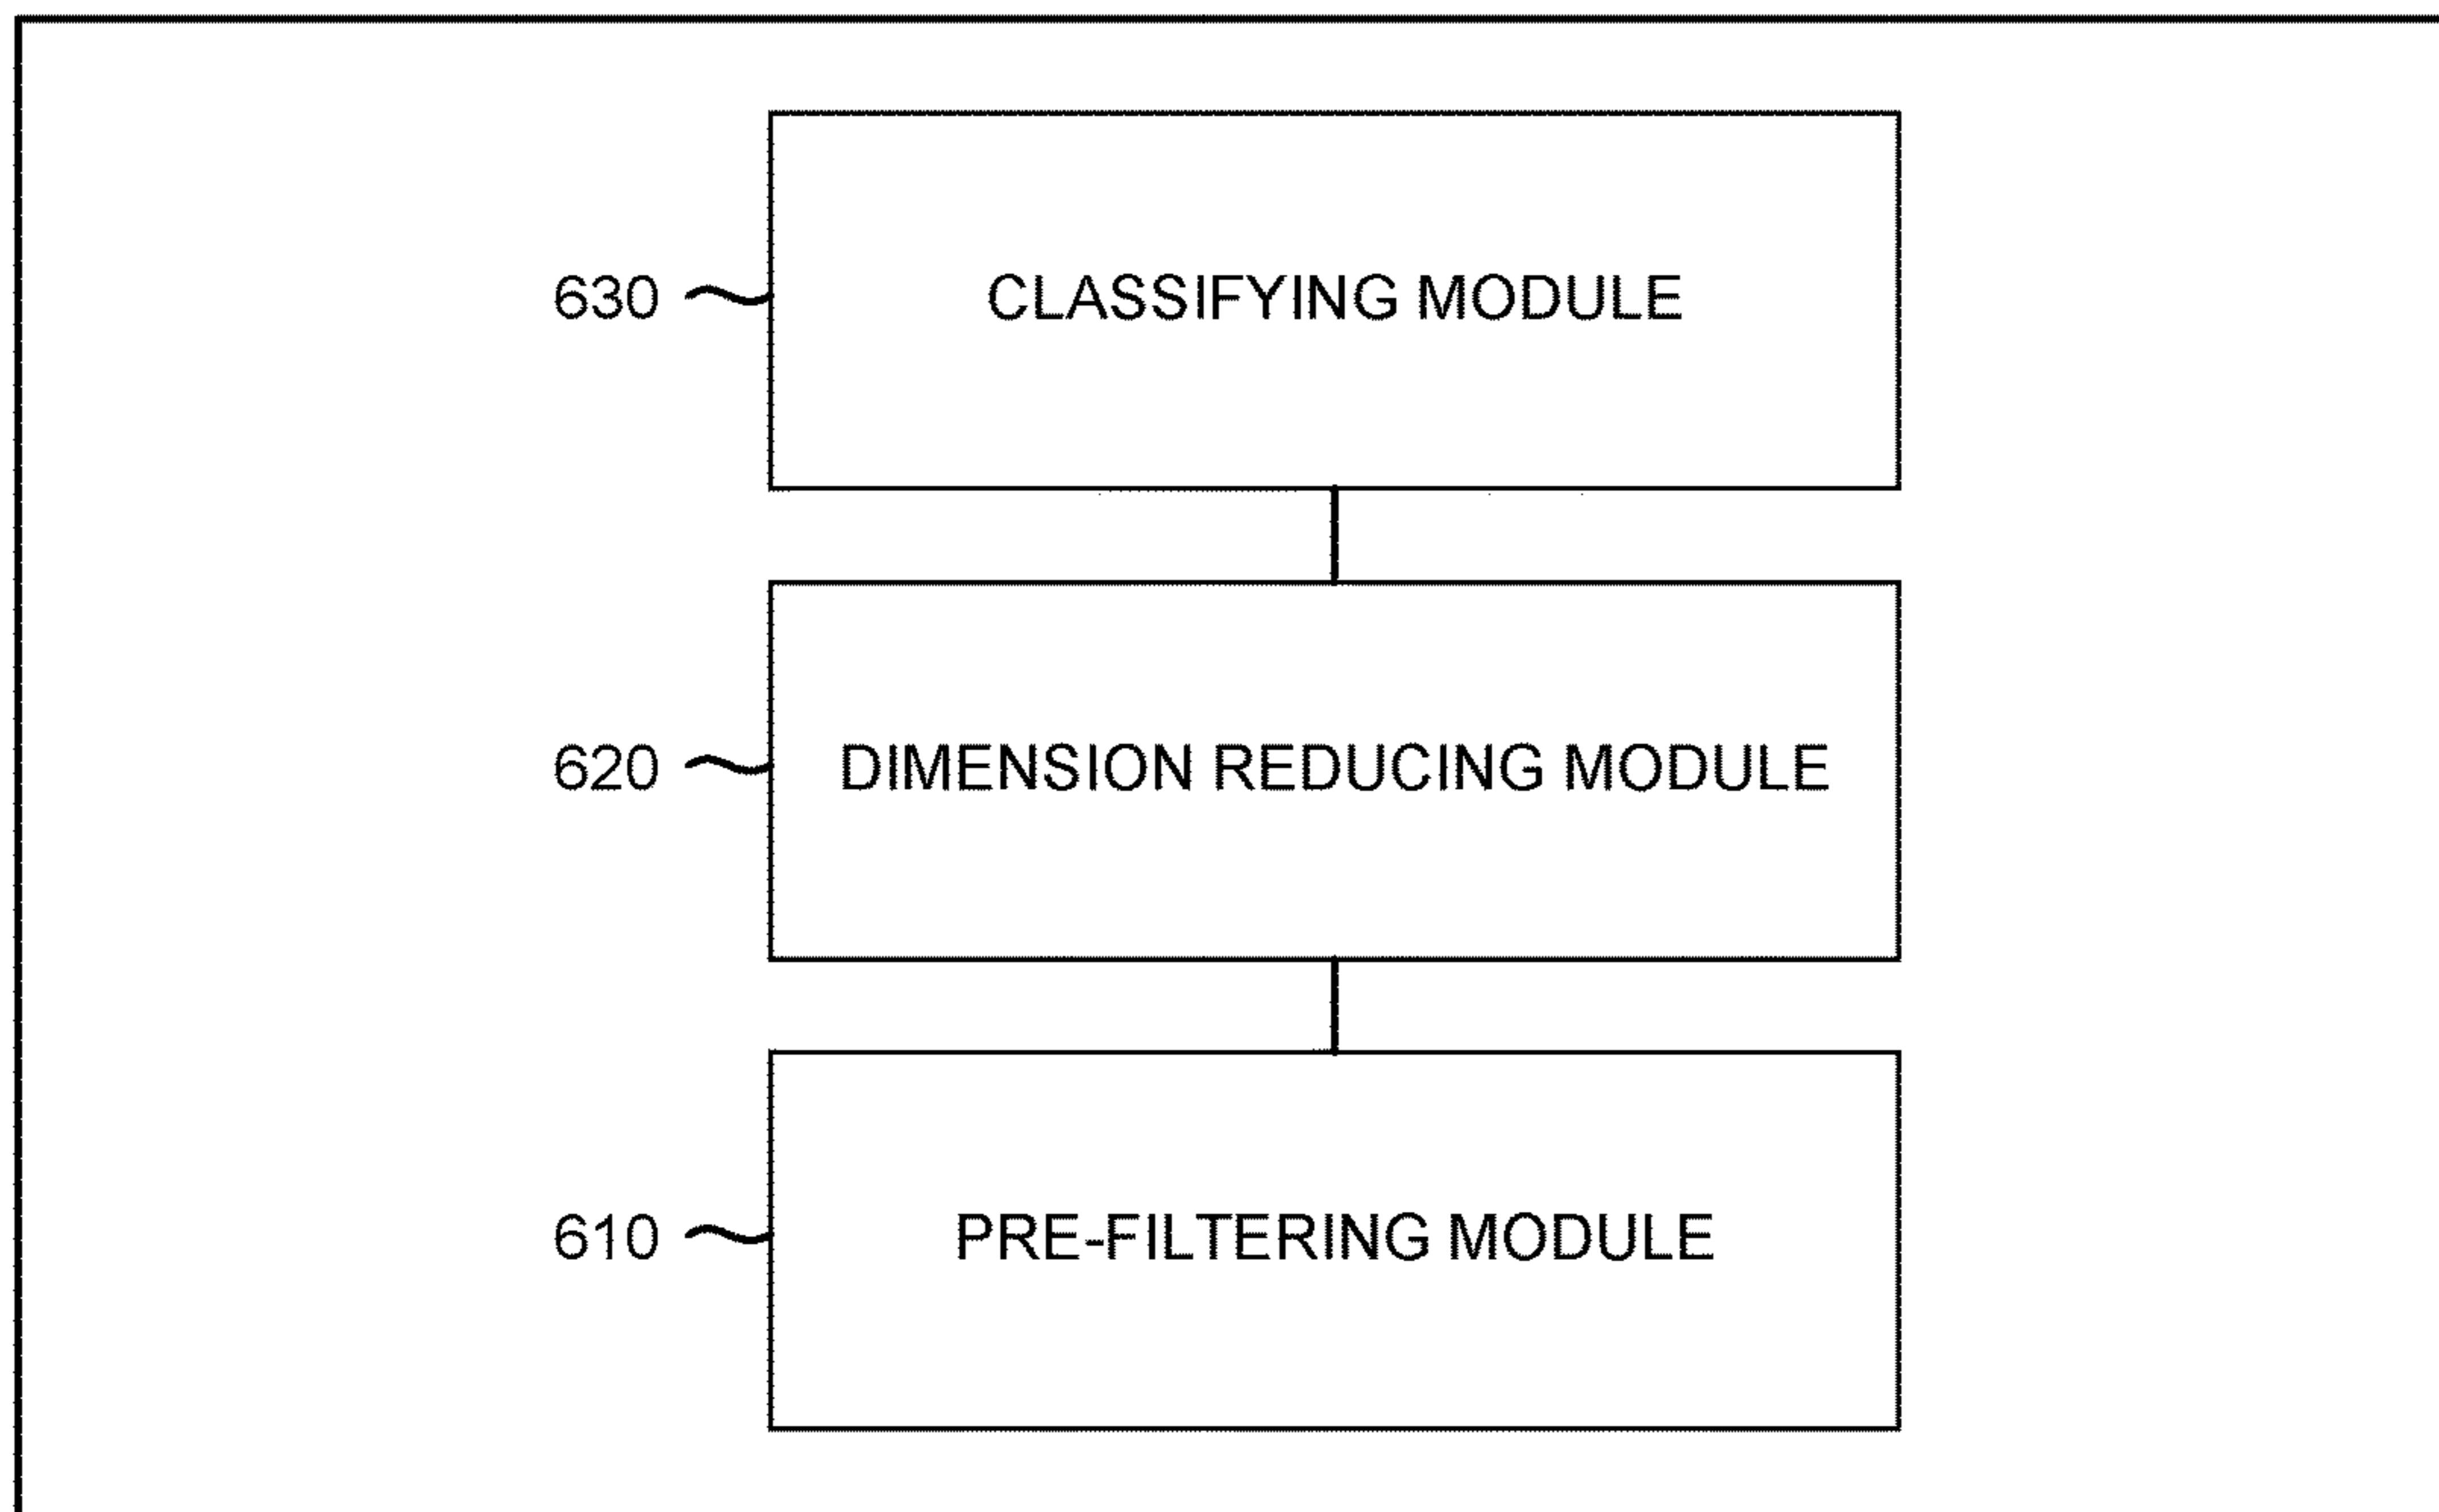 630 CLASSIFYING MODULE
620 DIMENSION REDUCING MODULE
610 PRE-FILTERING MODULE